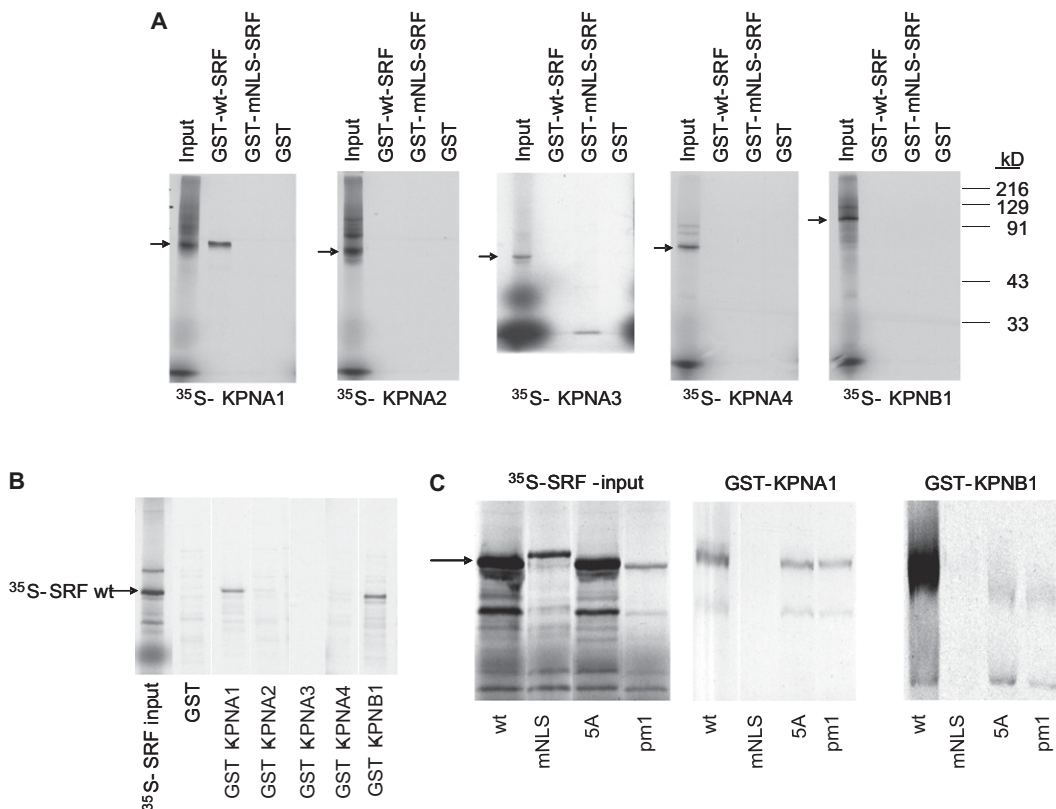 A
Input
GST-wt-SRF
GST-mNLS-SRF
GST
Input
GST-wt-SRF
GST-mNLS-SRF
GST
Input
GST-wt-SRF
GST-mNLS-SRF
GST
Input
GST-wt-SRF
GST-mNLS-SRF
GST
Input
GST-wt-SRF
GST-mNLS-SRF
GST
kD
216
129
91
43
33
³⁵S- KPNA1
³⁵S- KPNA2
³⁵S- KPNA3
³⁵S- KPNA4
³⁵S- KPNB1
B
³⁵S-SRF wt
³⁵S-SRF input
GST
GST KPNA1
GST KPNA2
GST KPNA3
GST KPNA4
GST KPNB1
C
³⁵S-SRF -input
GST-KPNA1
GST-KPNB1
wt
mNLS
5A
pm1
wt
mNLS
5A
pm1
wt
mNLS
5A
pm1